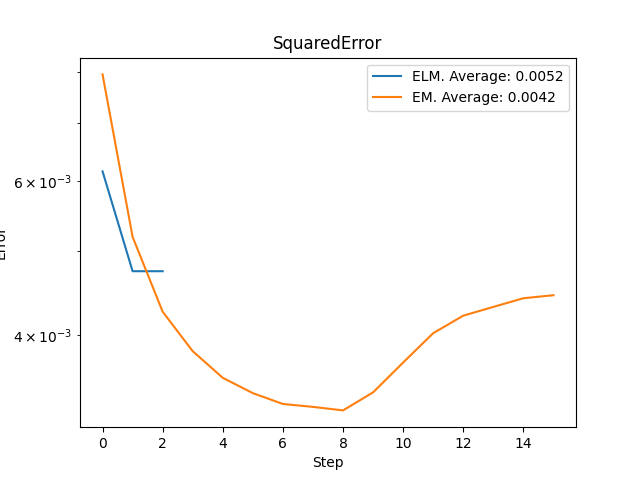 SquaredError
ELM. Average: 0.0052
EM. Average: 0.0042
6 × 10⁻³
4 × 10⁻³
Error
0 2 4 6 8 10 12 14
Step